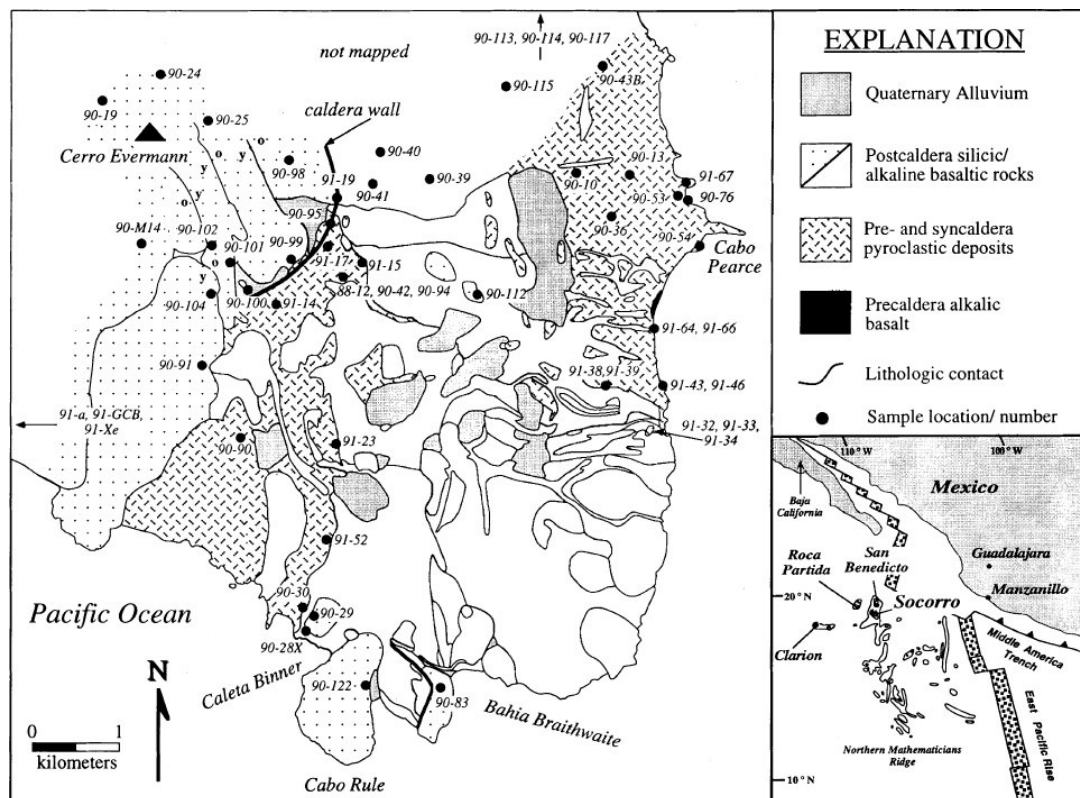 not mapped
90-113, 90-114, 90-117
90-24
90-115
90-43B
90-19
90-25
caldera wall
Cerro Evermann
o
y
o
y
y
o
90-98
90-40
91-19
90-41
90-39
90-10
90-13
91-67
90-53
90-76
90-95
90-36
90-54
Cabo
Pearce
90-M14
90-102
90-101
90-99
91-17
91-15
o
y
90-104
90-100
91-14
88-12, 90-42, 90-94
90-112
91-64, 91-66
90-91
91-38,91-39
91-43, 91-46
91-a, 91-GCB,
91-Xe
91-32, 91-33,
91-34
90-90
91-23
91-52
90-30
90-29
90-28X
Pacific Ocean
Caleta Binner
90-122
90-83
Bahia Braithwaite
N
0 1
kilometers
Cabo Rule
EXPLANATION
Quaternary Alluvium
Postcaldera silicic/
alkaline basaltic rocks
Pre- and syncaldera
pyroclastic deposits
Precaldera alkalic
basalt
Lithologic contact
Sample location/ number
110° W
100° W
Mexico
Baja
California
Guadalajara
Roca
Partida
San
Benedicto
Manzanillo
20° N
Socorro
Clarion
Middle America
Trench
East Pacific Rise
Northern Mathematicians
Ridge
10° N